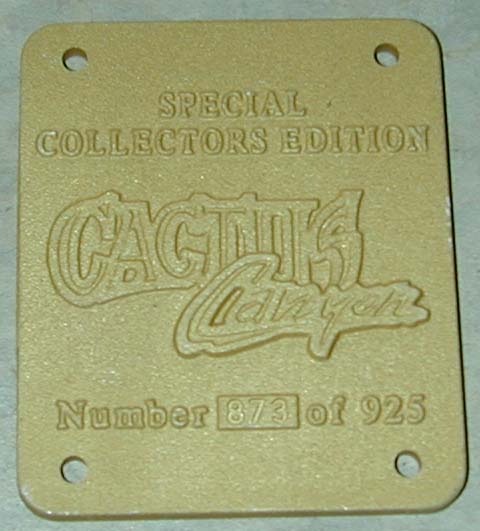 SPECIAL
COLLECTORS EDITION
CACTUS
Canyon
Number 873 of 925